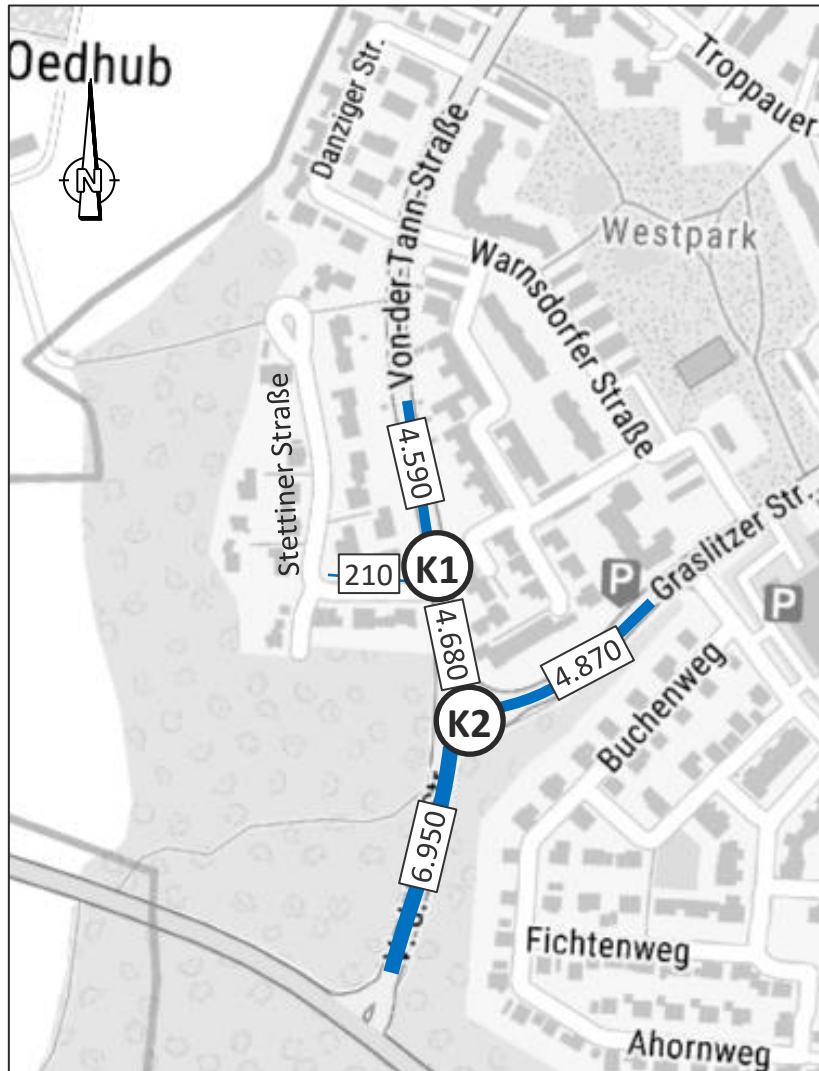 Oedhub
N
Danziger Str.
Von-der-Tann-Straße
Troppauer
Westpark
Warnsdorfer Straße
Stettiner Straße
4.590
Graslitzer Str.
K1
210
P
P
4.680
4.870
K2
Buchenweg
6.950
Fichtenweg
Ahornweg